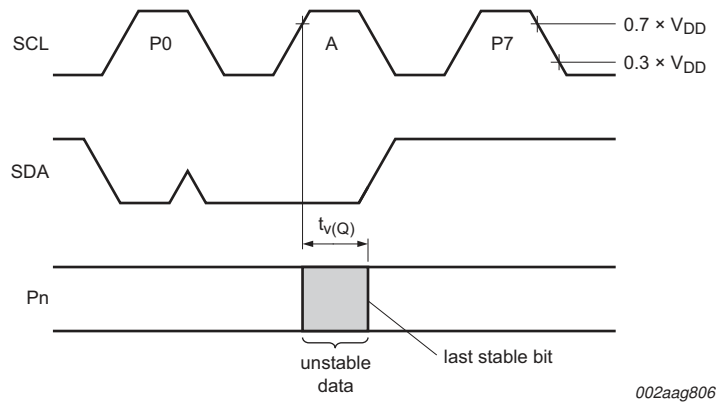 SCL
P0
A
P7
0.7 × VDD
0.3 × VDD
SDA
tv(Q)
Pn
unstable
data
last stable bit
002aag806